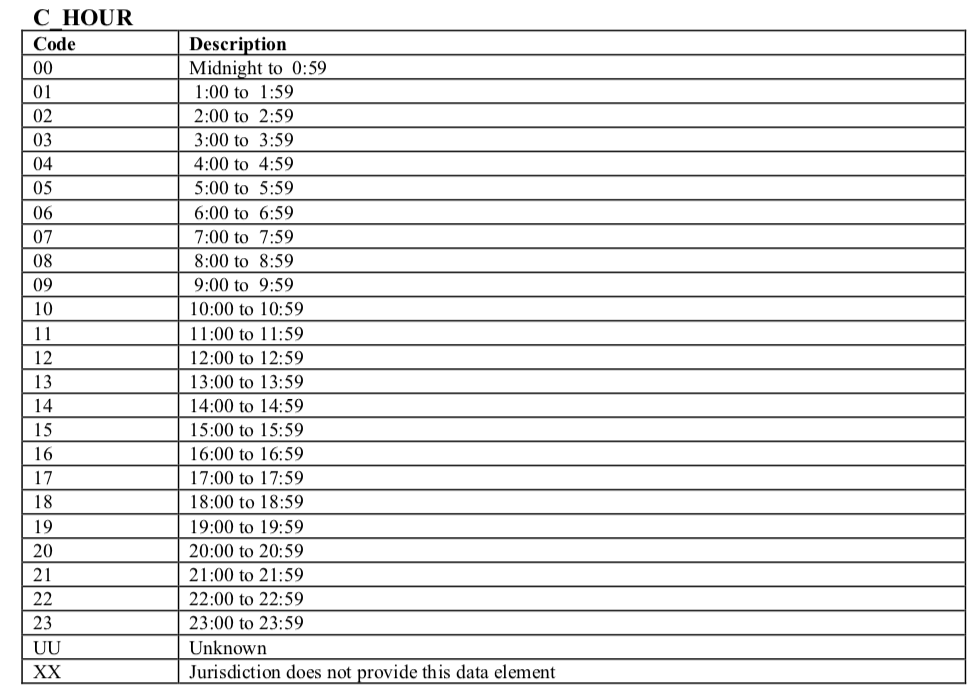 C_HOUR
Code Description
00 Midnight to 0:59
01 1:00 to 1:59
02 2:00 to 2:59
03 3:00 to 3:59
04 4:00 to 4:59
05 5:00 to 5:59
06 6:00 to 6:59
07 7:00 to 7:59
08 8:00 to 8:59
09 9:00 to 9:59
10 10:00 to 10:59
11 11:00 to 11:59
12 12:00 to 12:59
13 13:00 to 13:59
14 14:00 to 14:59
15 15:00 to 15:59
16 16:00 to 16:59
17 17:00 to 17:59
18 18:00 to 18:59
19 19:00 to 19:59
20 20:00 to 20:59
21 21:00 to 21:59
22 22:00 to 22:59
23 23:00 to 23:59
UU Unknown
XX Jurisdiction does not provide this data element